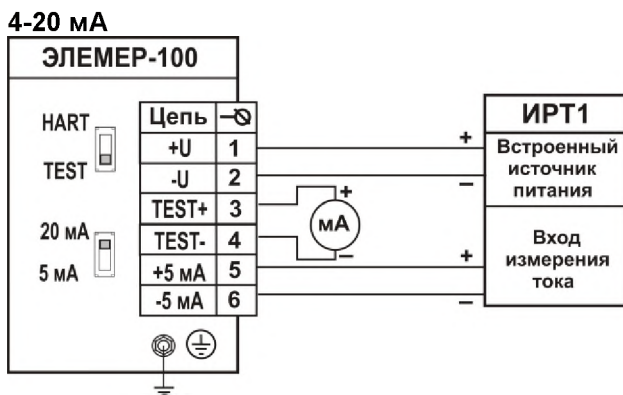 4-20 мА
ЭЛЕМЕР-100
HART
TEST
20 мА
5 мА
Цепь
+U 1
-U 2
TEST+ 3
TEST- 4
+5 мА 5
-5 мА 6
+
мА
–
+
–
+
–
ИРТ1
Встроенный
источник
питания
Вход
измерения
тока